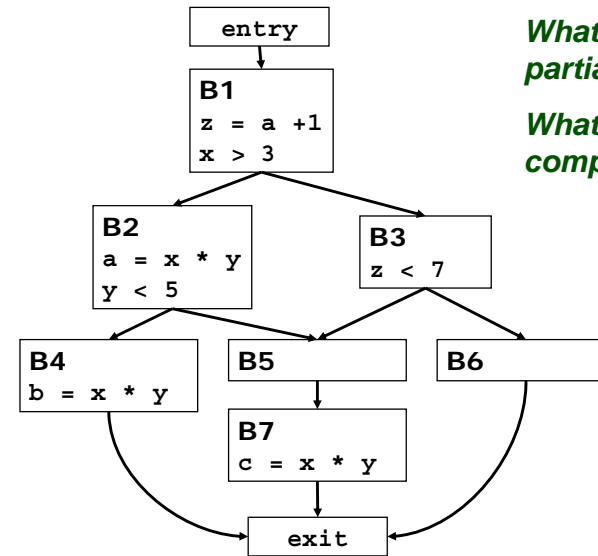 entry
What
partia
What
comp
B1
z = a +1
x > 3
B2
a = x * y
y < 5
B3
z < 7
B4
b = x * y
B5
B6
B7
c = x * y
exit